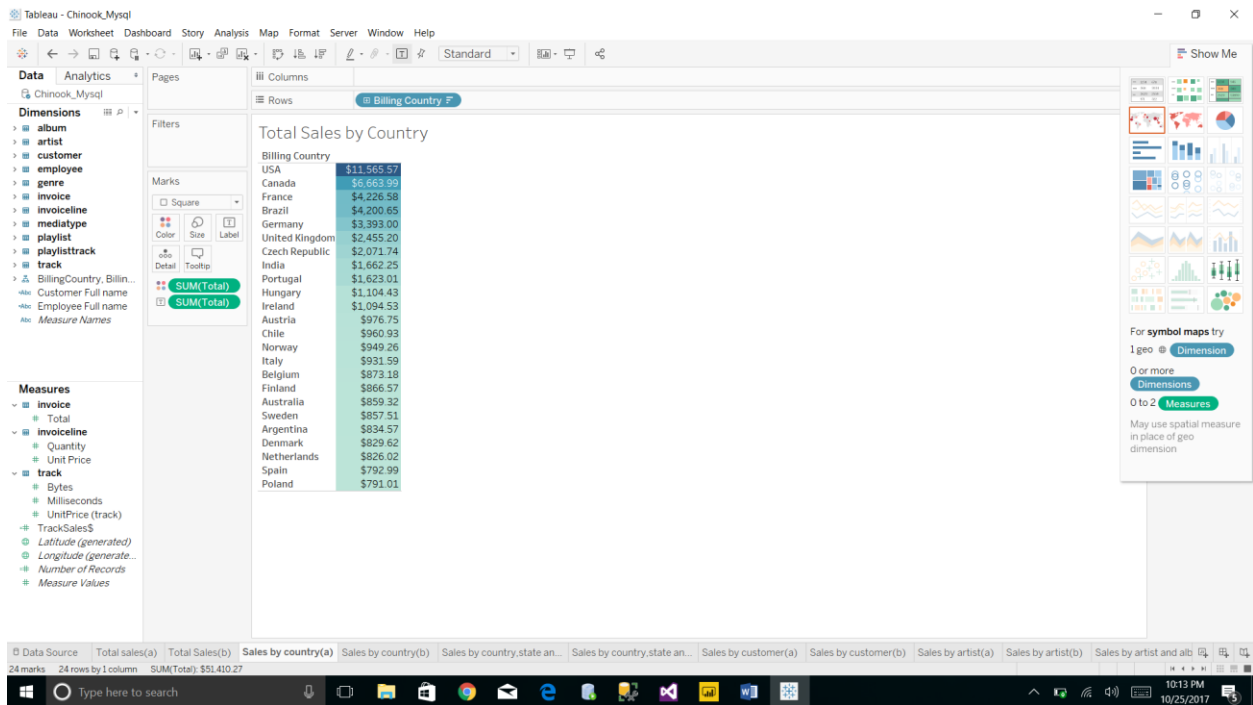 Tableau - Chinook_Mysql
File Data Worksheet Dashboard Story Analysis Map Format Server Window Help
Standard
Show Me
Data Analytics
Pages
Columns
Chinook_Mysql
Rows
Billing Country
Dimensions
album
artist
customer
employee
genre
invoice
invoiceline
mediatype
playlist
playlisttrack
track
BillingCountry, Billin...
Abc Customer Full name
Abc Employee Full name
Abc Measure Names
Measures
invoice
# Total
invoiceline
# Quantity
# Unit Price
track
# Bytes
# Milliseconds
# UnitPrice (track)
=# TrackSales$
Latitude (generated)
Longitude (generate...
=# Number of Records
# Measure Values
Filters
Marks
Square
Color Size Label
Detail Tooltip
SUM(Total)
SUM(Total)
Total Sales by Country
Billing Country
USA $11,565.57
Canada $6,663.99
France $4,226.58
Brazil $4,200.65
Germany $3,393.00
United Kingdom $2,455.20
Czech Republic $2,071.74
India $1,662.25
Portugal $1,623.01
Hungary $1,104.43
Ireland $1,094.53
Austria $976.75
Chile $960.93
Norway $949.26
Italy $931.59
Belgium $873.18
Finland $866.57
Australia $859.32
Sweden $857.51
Argentina $834.57
Denmark $829.62
Netherlands $826.02
Spain $792.99
Poland $791.01
For symbol maps try
1 geo Dimension
0 or more
Dimensions
0 to 2 Measures
May use spatial measure
in place of geo
dimension
Data Source Total sales(a) Total Sales(b) Sales by country(a) Sales by country(b) Sales by country,state an... Sales by country,state an... Sales by customer(a) Sales by customer(b) Sales by artist(a) Sales by artist(b) Sales by artist and alb
24 marks 24 rows by 1 column SUM(Total): $51,410.27
Type here to search
10:13 PM
10/25/2017
5